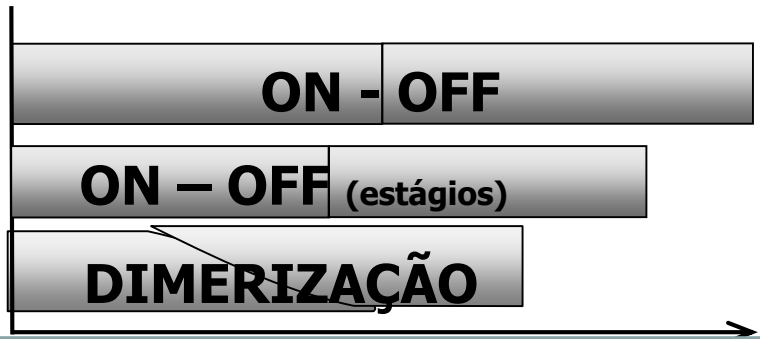 ON - OFF
ON – OFF (estágios)
DIMERIZAÇÃO